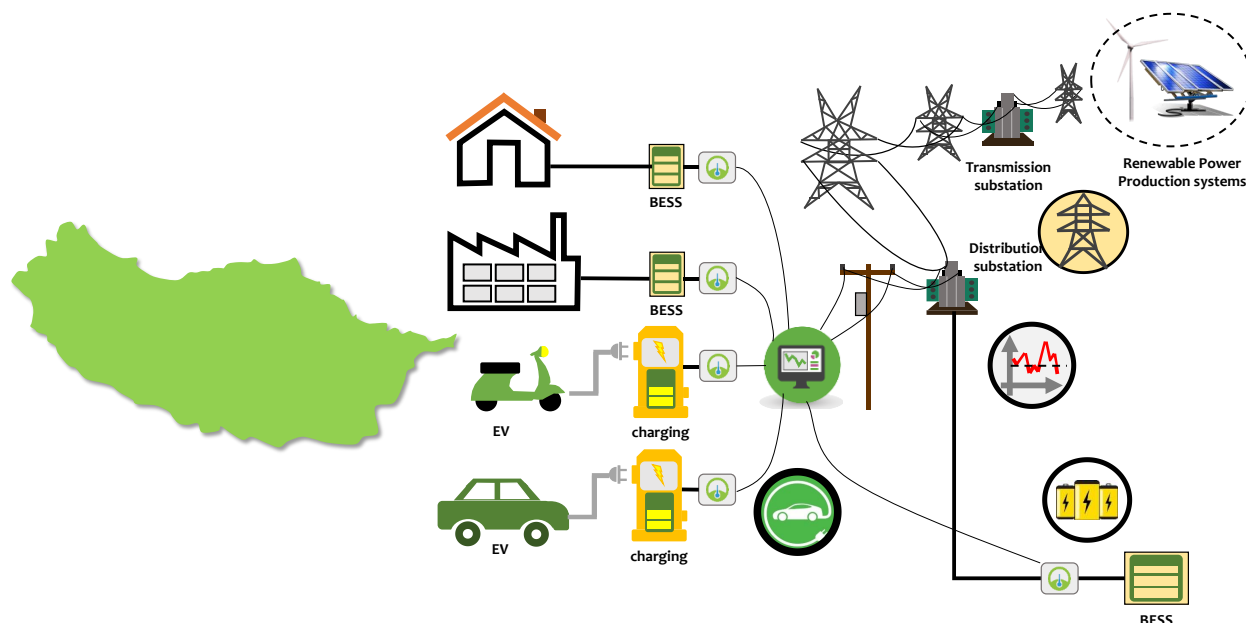 Transmission
substation
Renewable Power
Production systems
BESS
Distribution
substation
BESS
EV
charging
EV
charging
BESS